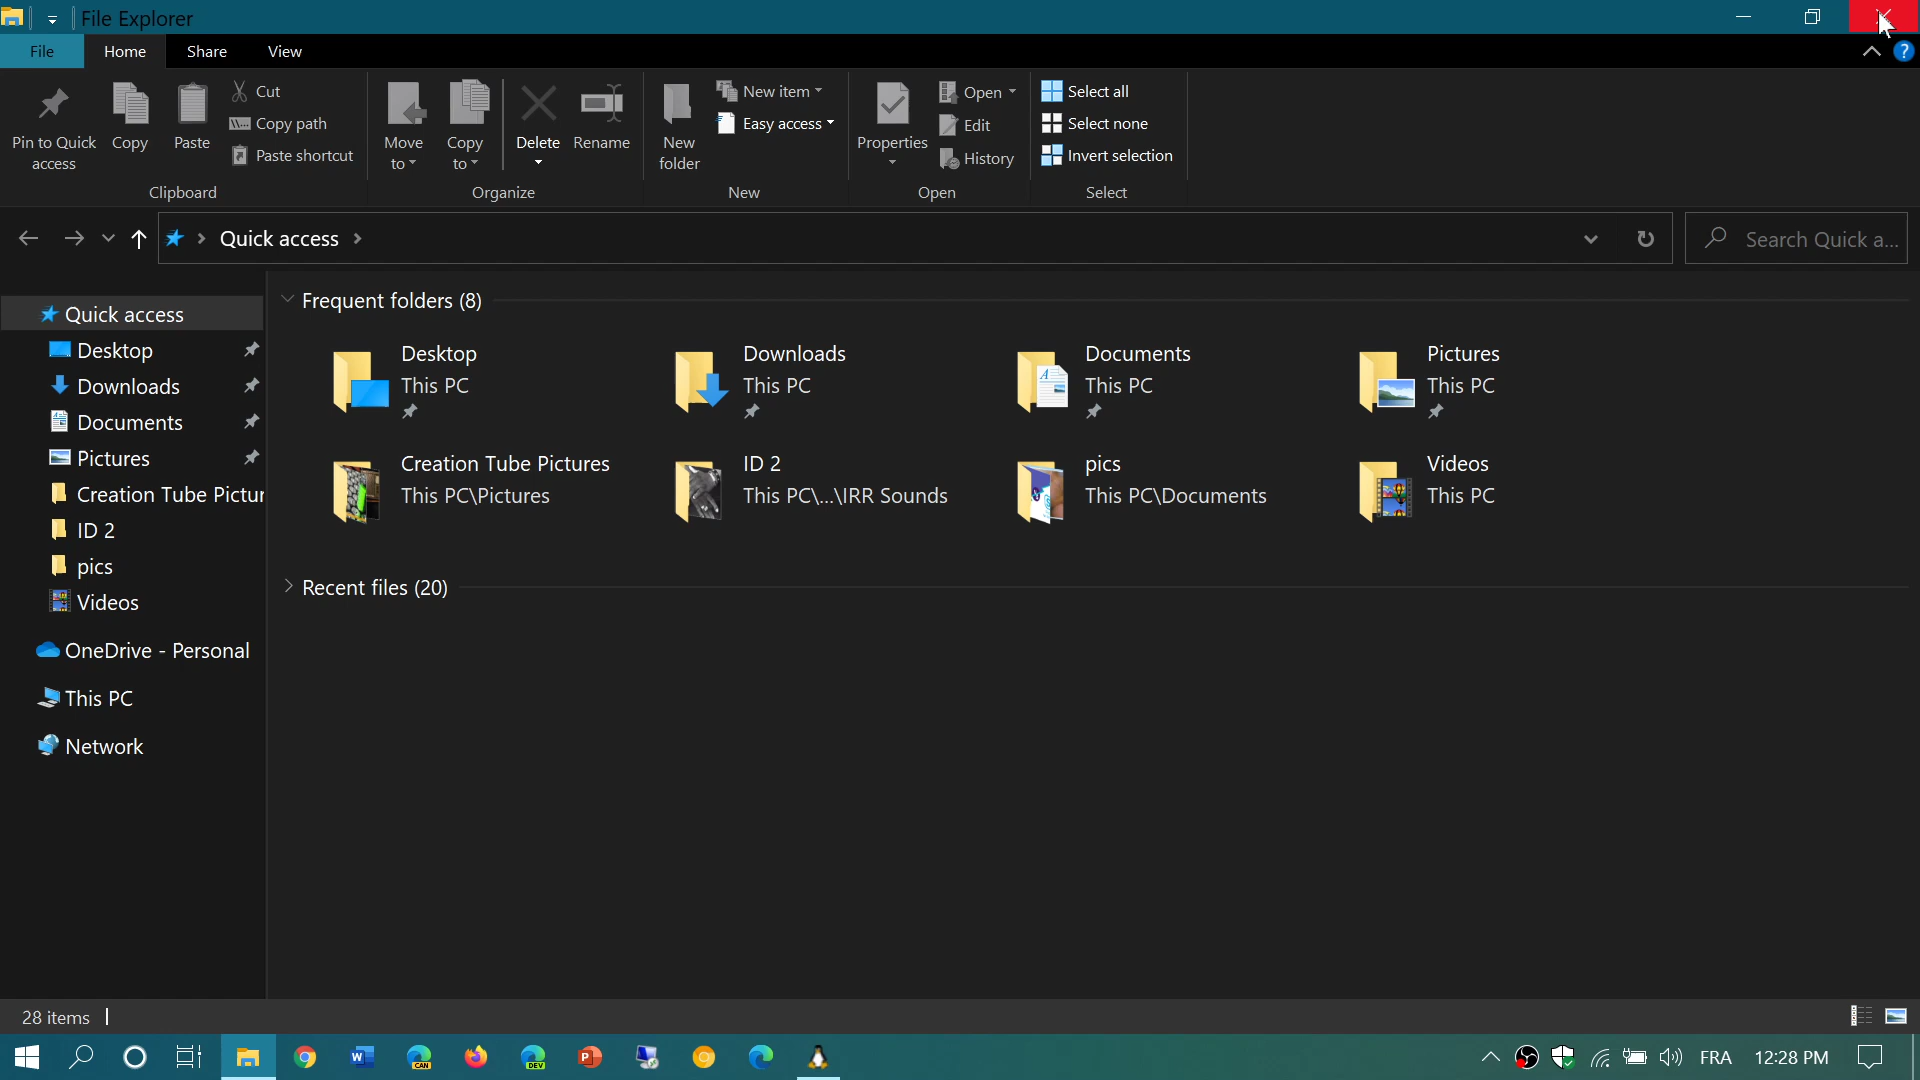 File Explorer
File Home Share View
Pin to Quick access
Copy
Paste
Cut
Copy path
Paste shortcut
Clipboard
Move to
Copy to
Delete
Rename
Organize
New folder
New item
Easy access
New
Properties
Open
Edit
History
Open
Select all
Select none
Invert selection
Select
Quick access
Search Quick a...
Quick access
Desktop
Downloads
Documents
Pictures
Creation Tube Pictur
ID 2
pics
Videos
OneDrive - Personal
This PC
Network
Frequent folders (8)
Desktop
This PC
Downloads
This PC
Documents
This PC
Pictures
This PC
Creation Tube Pictures
This PC\Pictures
ID 2
This PC\...\IRR Sounds
pics
This PC\Documents
Videos
This PC
Recent files (20)
28 items
CAN
DEV
FRA
12:28 PM